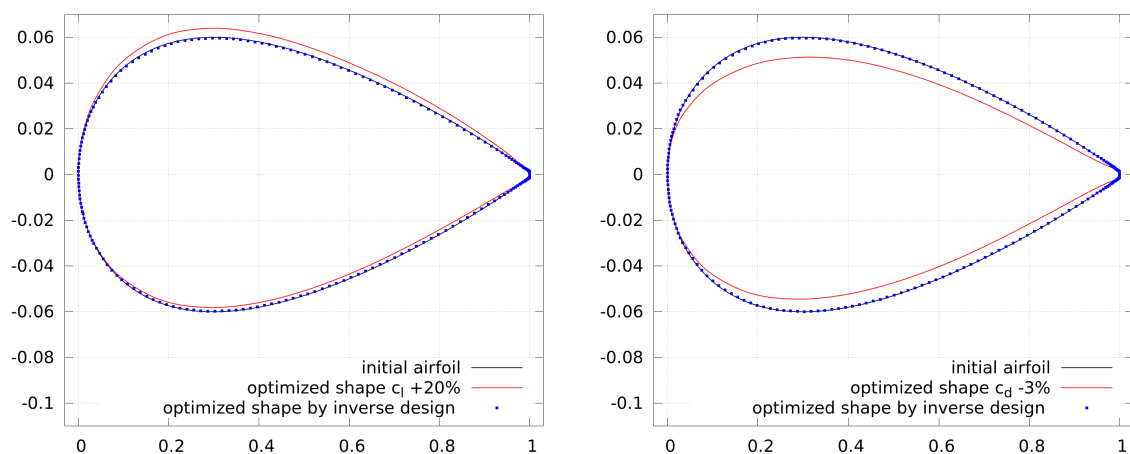 0.06
0.04
0.02
0
-0.02
-0.04
-0.06
-0.08
-0.1
initial airfoil
optimized shape cl +20%
optimized shape by inverse design
0 0.2 0.4 0.6 0.8 1
0.06
0.04
0.02
0
-0.02
-0.04
-0.06
-0.08
-0.1
initial airfoil
optimized shape cd -3%
optimized shape by inverse design
0 0.2 0.4 0.6 0.8 1